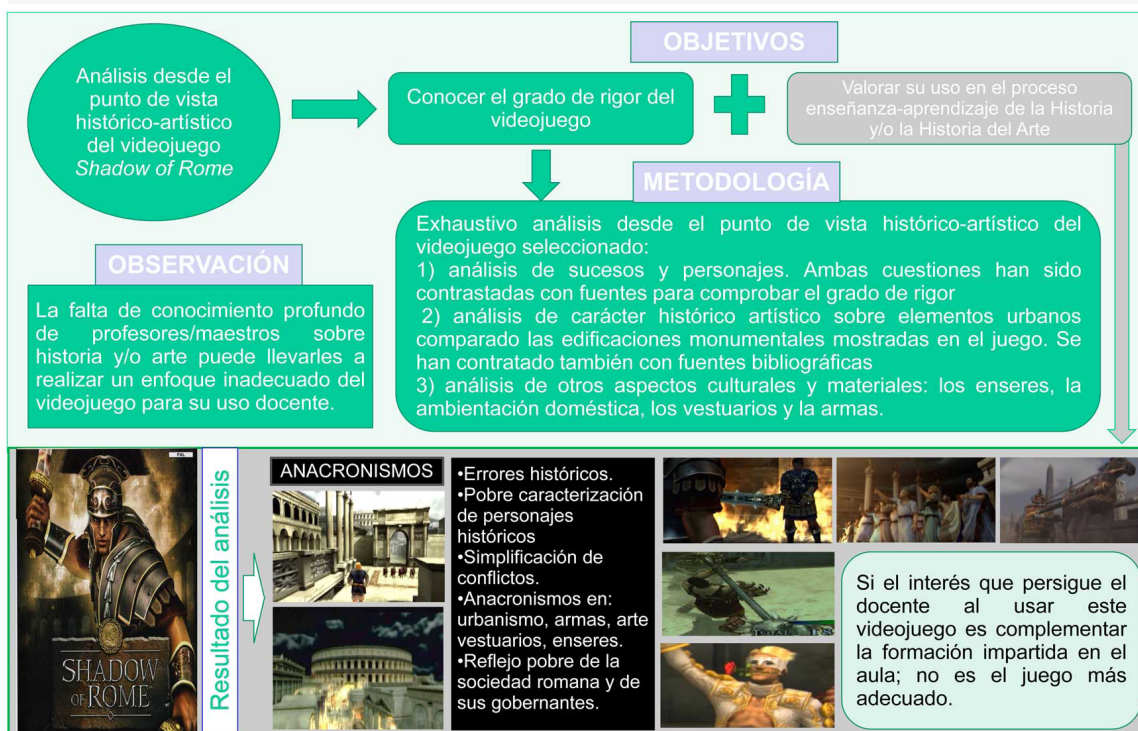 OBJETIVOS
Análisis desde el
punto de vista
histórico-artístico
del videojuego
Shadow of Rome
Conocer el grado de rigor del
videojuego
Valorar su uso en el proceso
enseñanza-aprendizaje de la Historia
y/o la Historia del Arte
METODOLOGÍA
Exhaustivo análisis desde el punto de vista histórico-artístico del
videojuego seleccionado:
1) análisis de sucesos y personajes. Ambas cuestiones han sido
contrastadas con fuentes para comprobar el grado de rigor
2) análisis de carácter histórico artístico sobre elementos urbanos
comparado las edificaciones monumentales mostradas en el juego. Se
han contratado también con fuentes bibliográficas
3) análisis de otros aspectos culturales y materiales: los enseres, la
ambientación doméstica, los vestuarios y la armas.
OBSERVACIÓN
La falta de conocimiento profundo
de profesores/maestros sobre
historia y/o arte puede llevarles a
realizar un enfoque inadecuado del
videojuego para su uso docente.
PAL
SHADOW
OF ROME
Resultado del análisis
ANACRONISMOS
•Errores históricos.
•Pobre caracterización
de personajes
históricos
•Simplificación de
conflictos.
•Anacronismos en:
urbanismo, armas, arte
vestuarios, enseres.
•Reflejo pobre de la
sociedad romana y de
sus gobernantes.
Si el interés que persigue el
docente al usar este
videojuego es complementar
la formación impartida en el
aula; no es el juego más
adecuado.